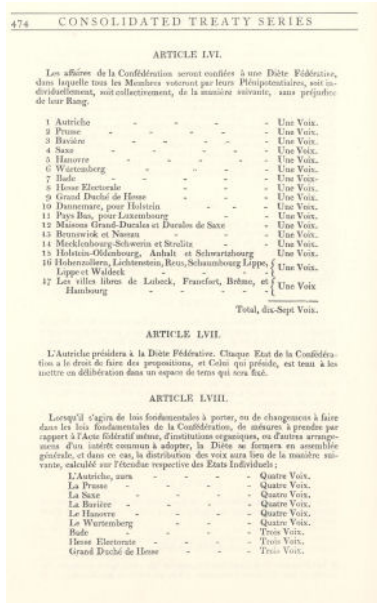 474 CONSOLIDATED TREATY SERIES
ARTICLE LVI.
Les affaires de la Confédération seront confiées à une Diète Fédérative,
dans laquelle tous les Membres voteront par leurs Plénipotentiaires, soit in-
dividuellement, soit collectivement, de la manière suivante, sans préjudice
de leur Rang.
1 Autriche - - - - Une Voix.
2 Prusse - - - - Une Voix.
3 Bavière - - - - Une Voix.
4 Saxe - - - - Une Voix.
5 Hanovre - - - - Une Voix.
6 Würtemberg - - - - Une Voix.
7 Bade - - - - Une Voix.
8 Hesse Electorale - - - Une Voix.
9 Grand Duché de Hesse - - - Une Voix.
10 Dannemarc, pour Holstein - - Une Voix.
11 Pays Bas, pour Luxembourg - - Une Voix.
12 Maisons Grand-Ducales et Ducales de Saxe - Une Voix.
13 Brunswick et Nassau - - - Une Voix.
14 Mecklenbourg-Schwerin et Strelitz - - Une Voix.
15 Holstein-Oldenbourg, Anhalt et Schwartzbourg Une Voix.
16 Hohenzollern, Lichtenstein, Reus, Schaumbourg Lippe,
Lippe et Waldeck - - - - Une Voix.
17 Les villes libres de Lubeck, Francfort, Brême, et
Hambourg - - - - Une Voix
Total, dix-Sept Voix.
ARTICLE LVII.
L'Autriche présidera à la Diète Fédérative. Chaque Etat de la Confédéra-
tion a le droit de faire des propositions, et Celui qui préside, est tenu à les
mettre en délibération dans un espace de tems qui sera fixé.
ARTICLE LVIII.
Lorsqu'il s'agira de lois fondamentales à porter, ou de changemens à faire
dans les lois fondamentales de la Confédération, de mésures à prendre par
rapport à l'Acte fédératif même, d'institutions organiques, ou d'autres arrange-
mens d'un intérêt commun à adopter, la Diète se formera en assemblée
générale, et dans ce cas, la distribution des voix aura lieu de la manière sui-
vante, calculée sur l'étendue respective des Etats Individuels ;
L'Autriche, aura - - - - Quatre Voix.
La Prusse - - - - Quatre Voix.
La Saxe - - - - Quatre Voix.
La Bavière - - - - Quatre Voix.
Le Hanovre - - - - Quatre Voix.
Le Wurtemberg - - - Quatre Voix.
Bade - - - - Trois Voix.
Hesse Electorate - - - - Trois Voix.
Grand Duché de Hesse - - - Trois Voix.